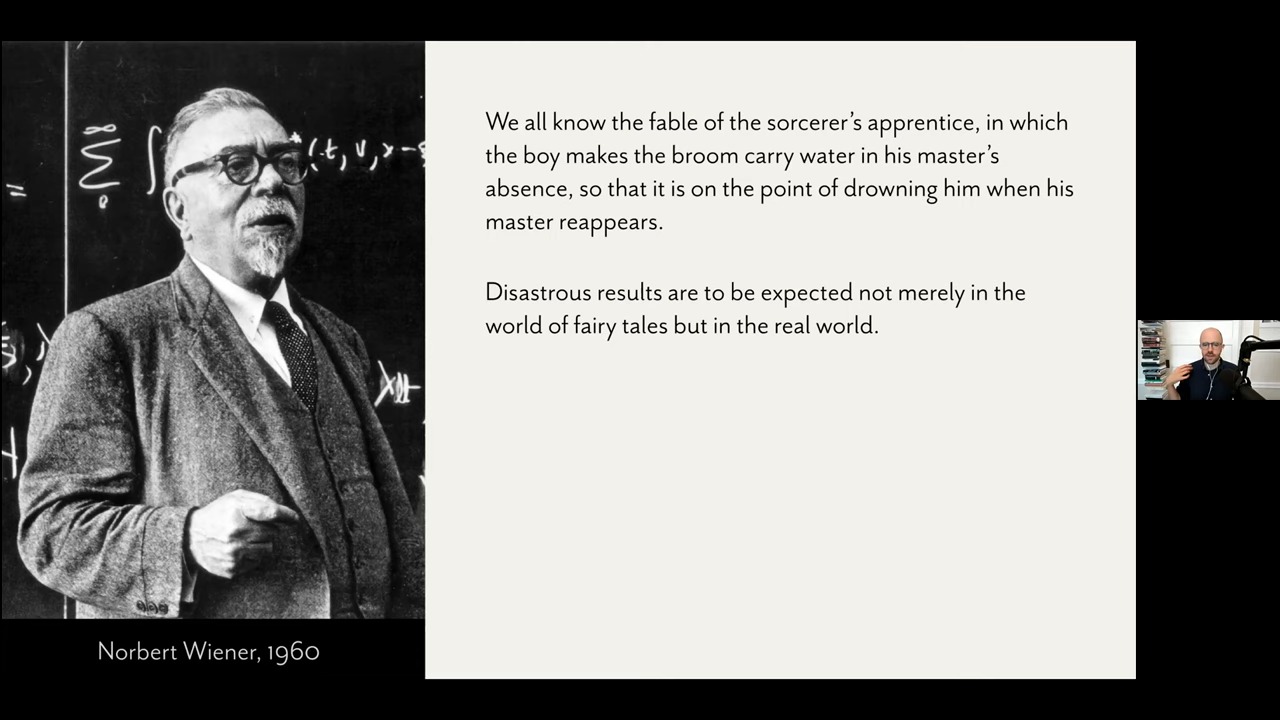 We all know the fable of the sorcerer's apprentice, in which
the boy makes the broom carry water in his master's
absence, so that it is on the point of drowning him when his
master reappears.
Disastrous results are to be expected not merely in the
world of fairy tales but in the real world.
Norbert Wiener, 1960